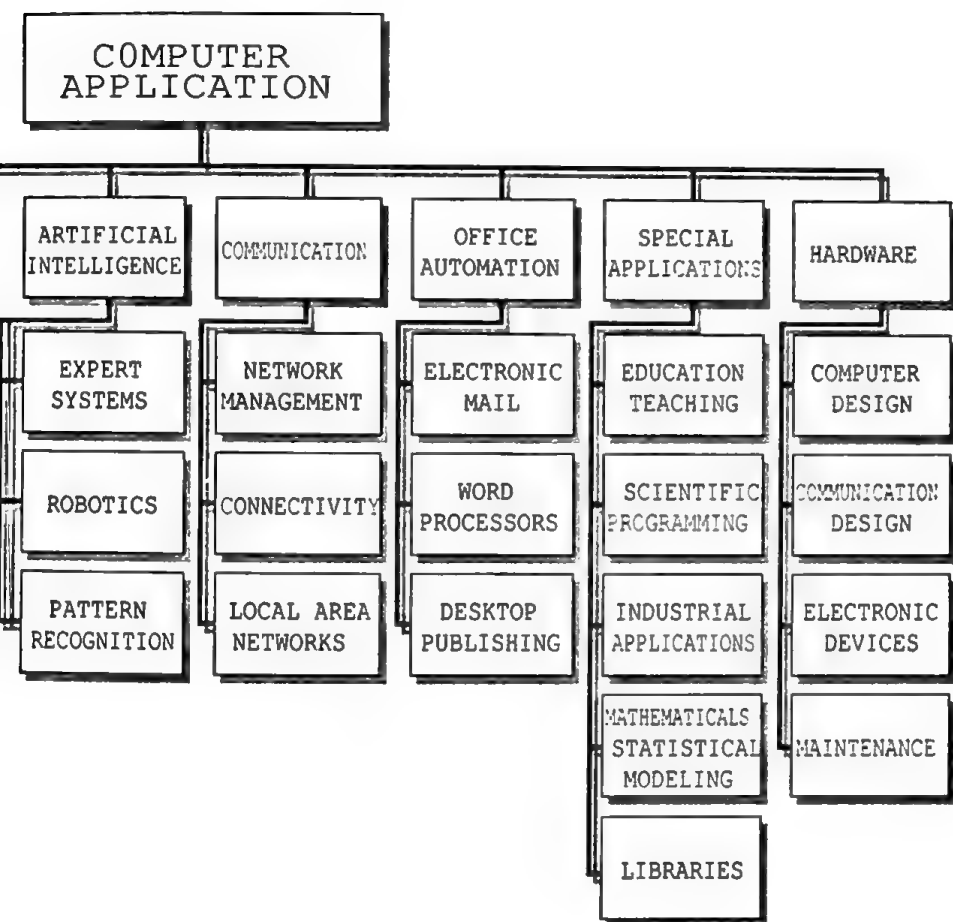 COMPUTER
APPLICATION
ARTIFICIAL
INTELLIGENCE
EXPERT
SYSTEMS
ROBOTICS
PATTERN
RECOGNITION
COMMUNICATION
NETWORK
MANAGEMENT
CONNECTIVITY
LOCAL AREA
NETWORKS
OFFICE
AUTOMATION
ELECTRONIC
MAIL
WORD
PROCESSORS
DESKTOP
PUBLISHING
SPECIAL
APPLICATIONS
EDUCATION
TEACHING
SCIENTIFIC
PROGRAMMING
INDUSTRIAL
APPLICATIONS
MATHEMATICALS
STATISTICAL
MODELING
LIBRARIES
HARDWARE
COMPUTER
DESIGN
COMMUNICATION
DESIGN
ELECTRONIC
DEVICES
MAINTENANCE